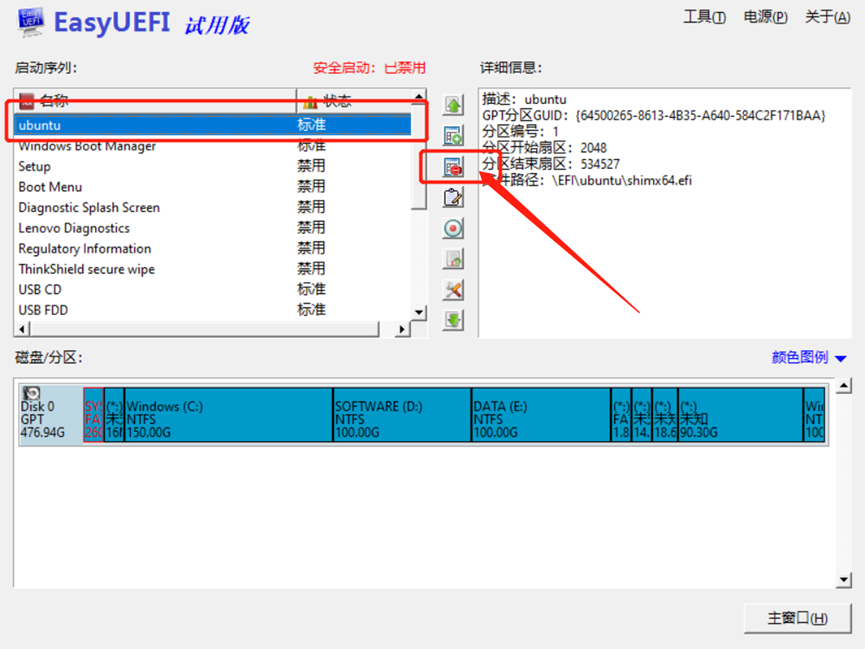 EasyUEFI 试用版
工具(T) 电源(P) 关于(A)
启动序列: 安全启动: 已禁用 详细信息:
名称 状态
ubuntu 标准
Windows Boot Manager 标准
Setup 禁用
Boot Menu 禁用
Diagnostic Splash Screen 禁用
Lenovo Diagnostics 禁用
Regulatory Information 禁用
ThinkShield secure wipe 禁用
USB CD 标准
USB FDD 标准
描述: ubuntu
GPT分区GUID: {64500265-8613-4B35-A640-584C2F171BAA}
分区编号: 1
分区开始扇区: 2048
分区结束扇区: 534527
件路径: \EFI\ubuntu\shimx64.efi
磁盘/分区: 颜色图例
Disk 0
GPT
476.94G
SYS
FA
260
(*:)
未
16M
Windows (C:)
NTFS
150.00G
SOFTWARE (D:)
NTFS
100.00G
DATA (E:)
NTFS
100.00G
(*:)
FA
1.8
(*:)
未
14.
(*:)
未知
18.6
(*:)
未知
90.30G
Win
NT
100
主窗口(H)